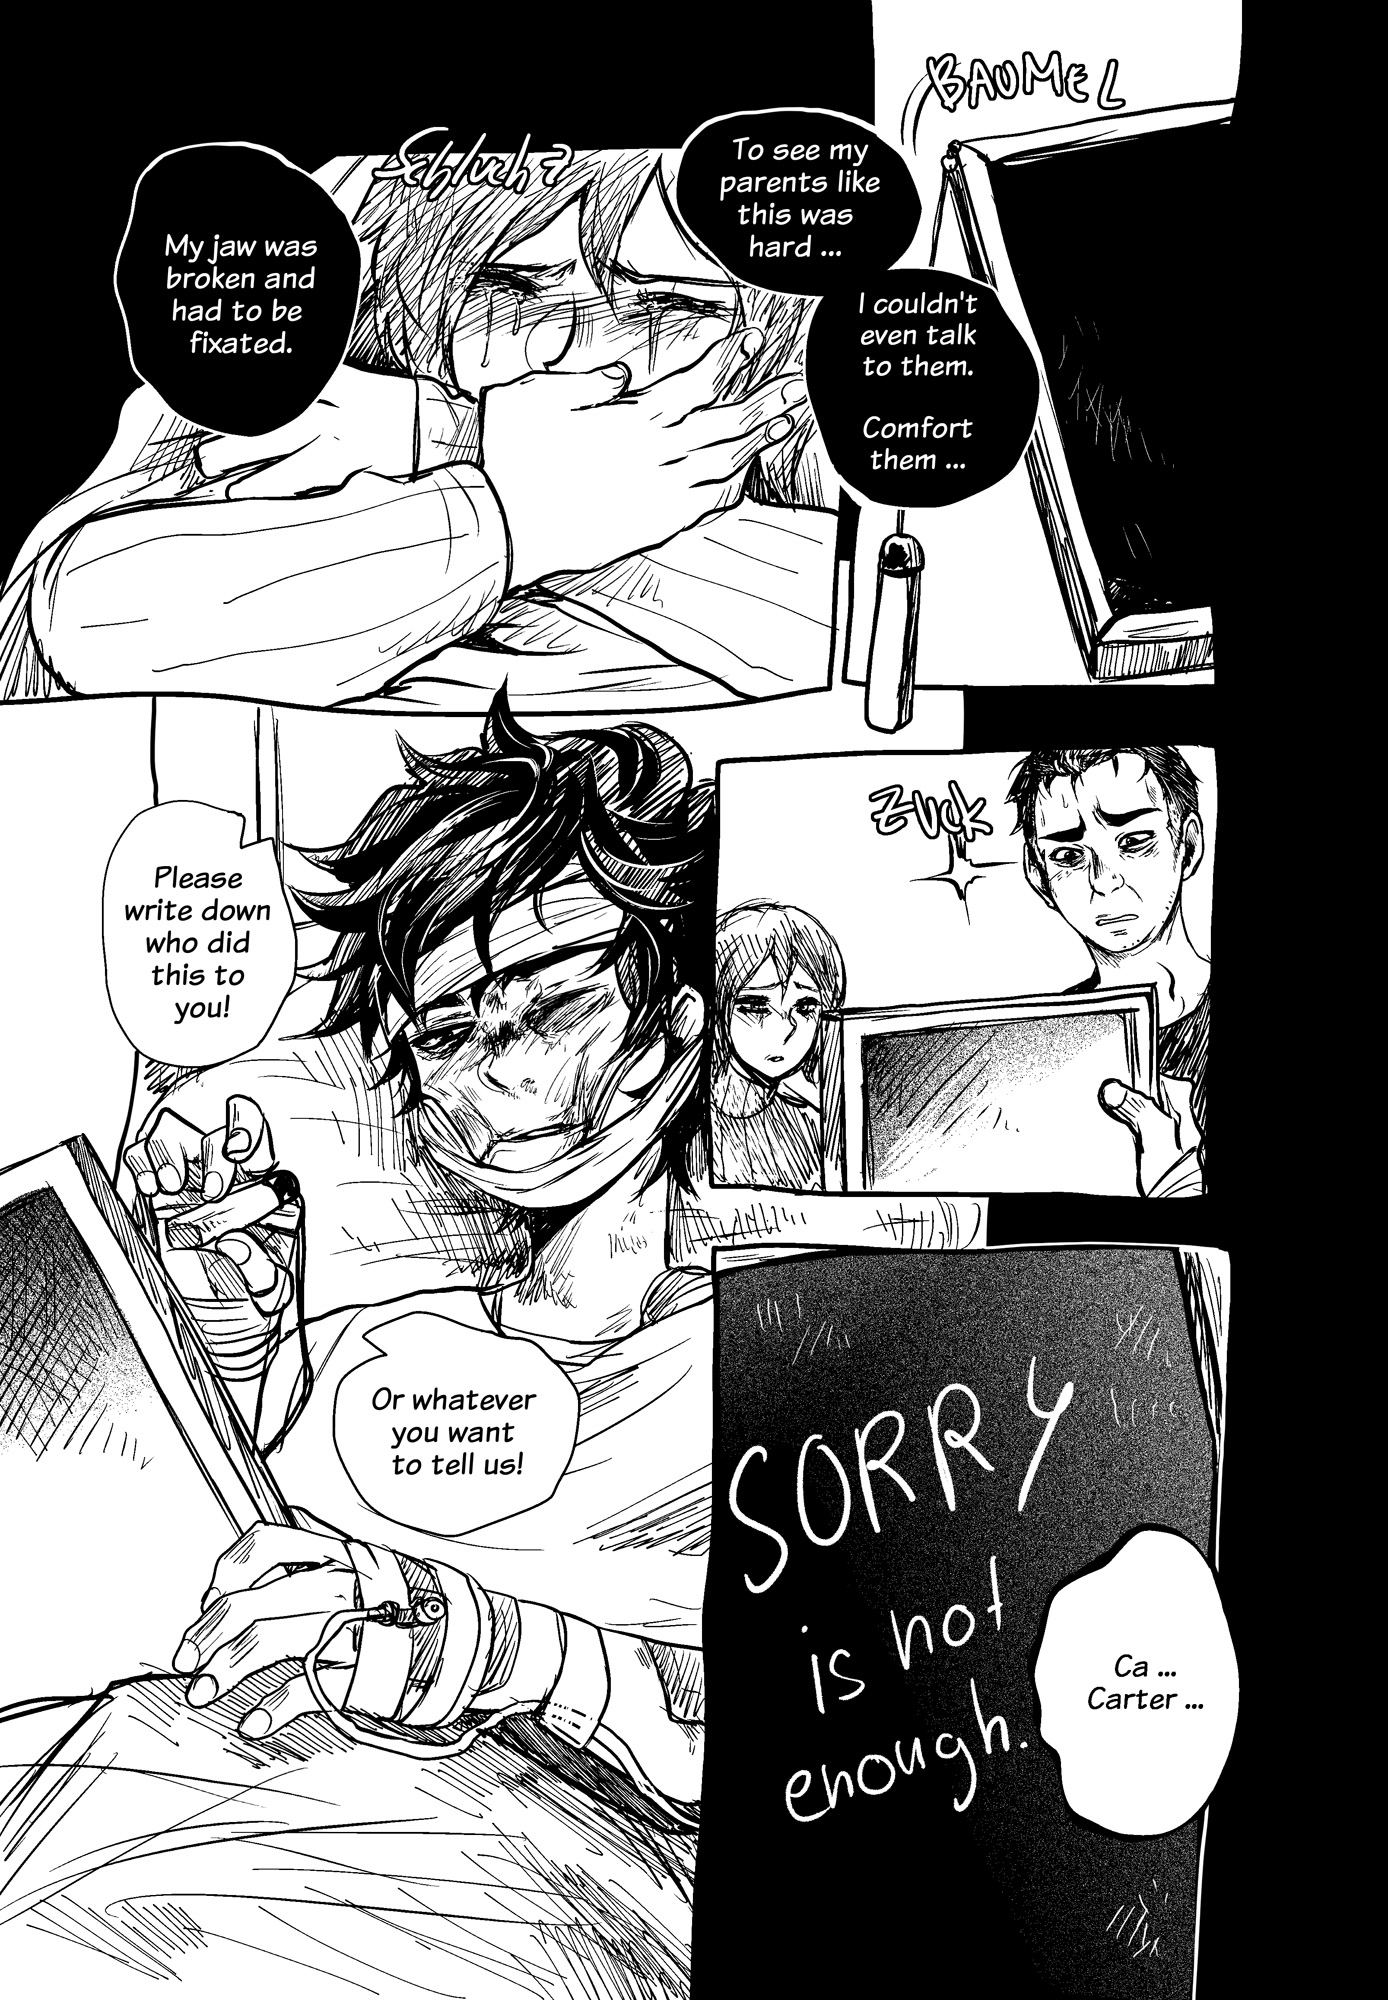 BAUMEL
Schluchz
My jaw was
broken and
had to be
fixated.
To see my
parents like
this was
hard ...
I couldn't
even talk
to them.
Comfort
them ...
ZUCK
Please
write down
who did
this to
you!
Or whatever
you want
to tell us!
SORRY
is not
enough.
Ca ...
Carter ...